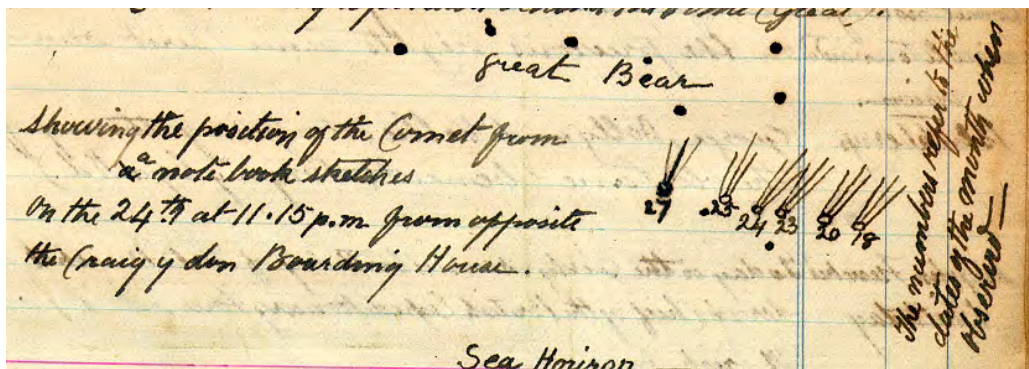 Great Bear
Showing the position of the Comet from
a note book sketches
on the 24th at 11.15 p.m. from opposite
the Craig y don Boarding House.
27 25 24 23 20 18
Sea Horizon
The numbers refer to the
dates of the month when
observed